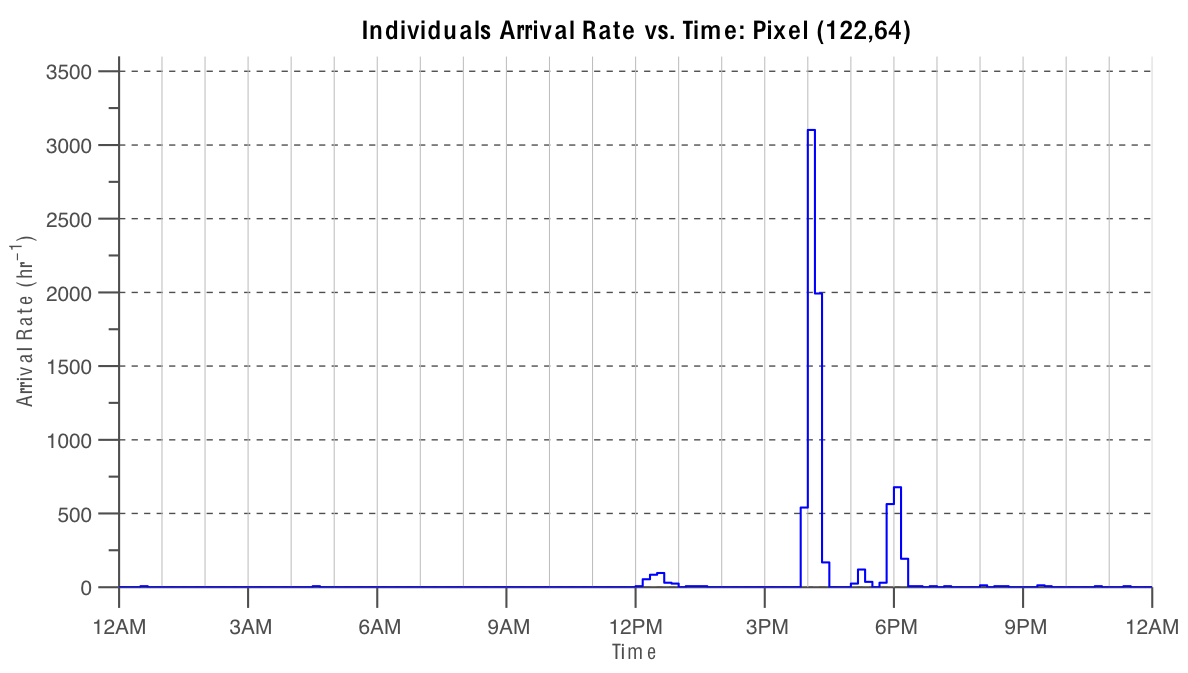 Individuals Arrival Rate vs. Time: Pixel (122,64)
3500
3000
2500
2000
1500
1000
500
0
Arrival Rate (hr⁻¹)
12AM 3AM 6AM 9AM 12PM 3PM 6PM 9PM 12AM
Time